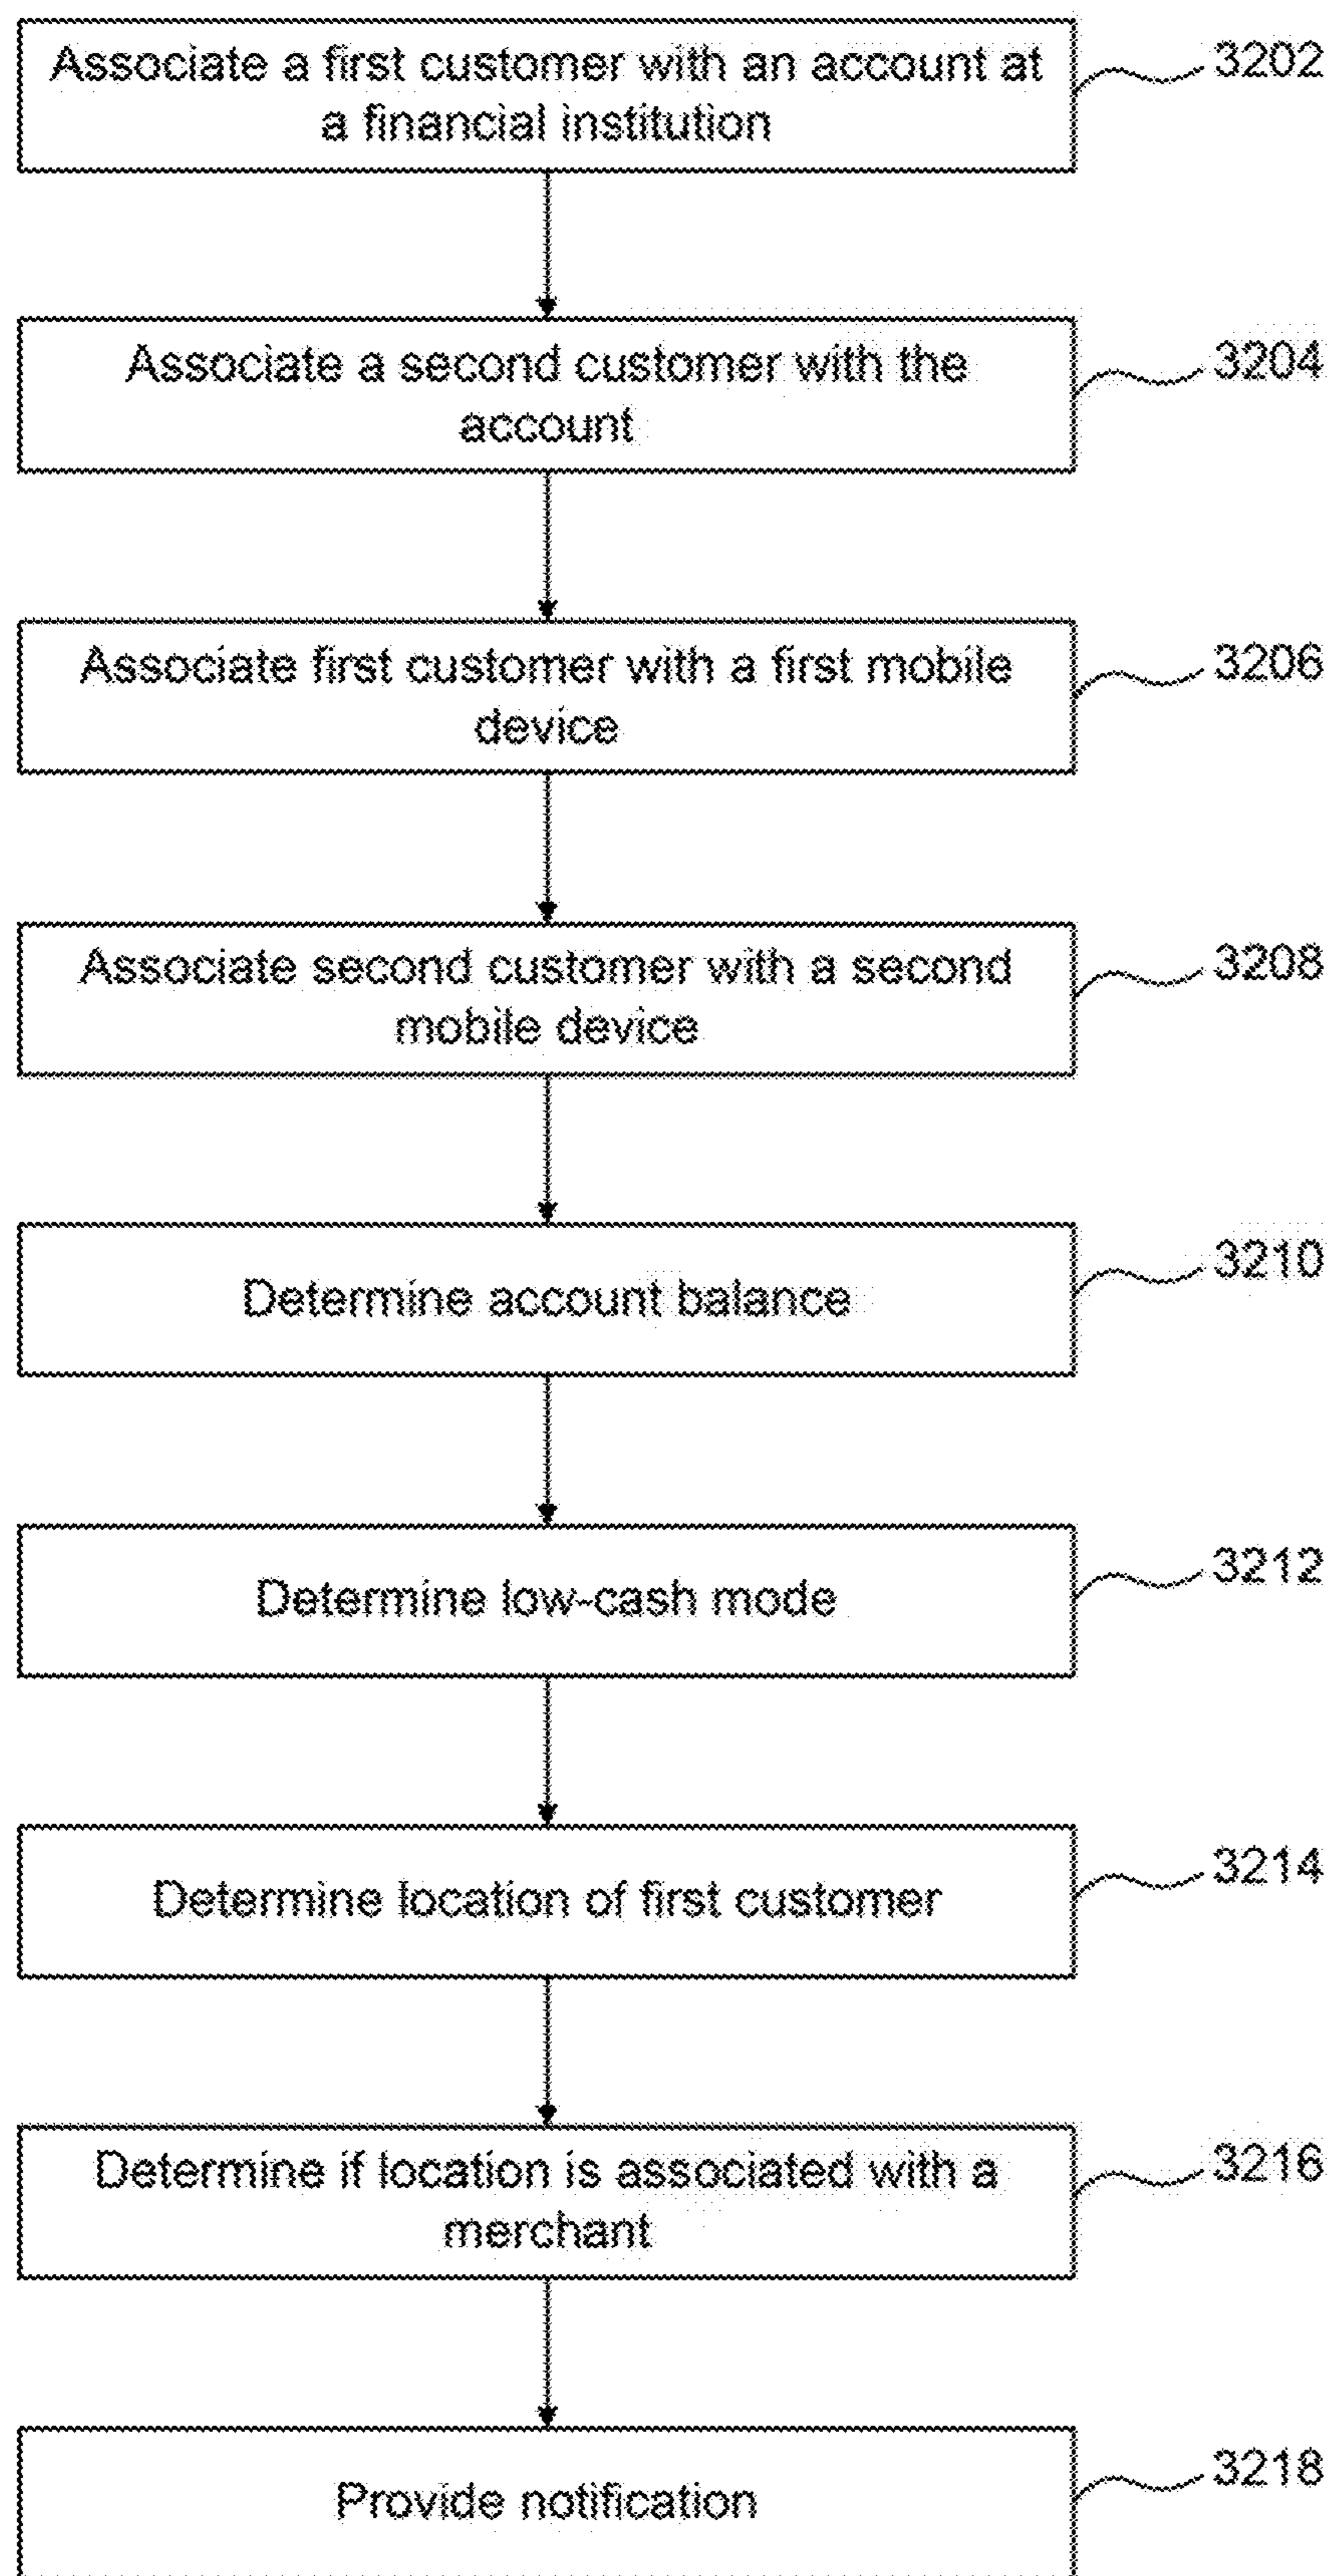 Associate a first customer with an account at
a financial institution
3202
Associate a second customer with the
account
3204
Associate first customer with a first mobile
device
3206
Associate second customer with a second
mobile device
3208
Determine account balance
3210
Determine low-cash mode
3212
Determine location of first customer
3214
Determine if location is associated with a
merchant
3216
Provide notification
3218